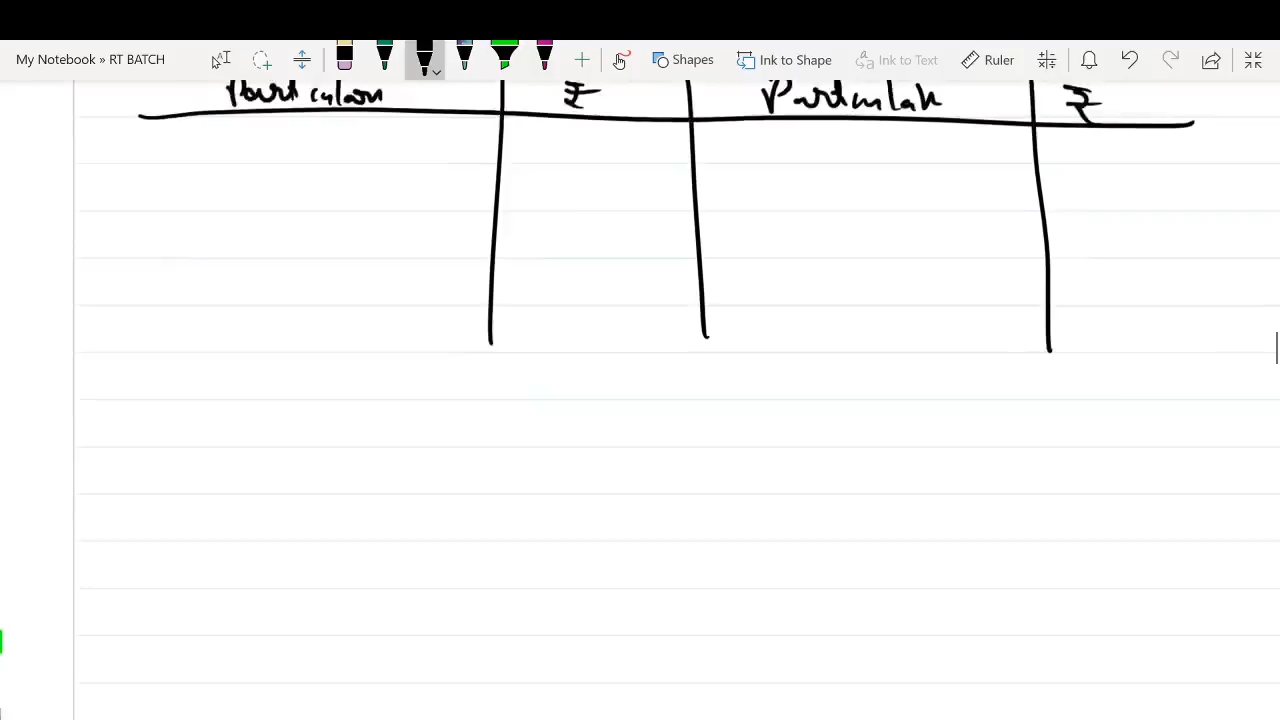 My Notebook » RT BATCH Shapes Ink to Shape Ink to Text Ruler
Particulars ₹ Particulars ₹